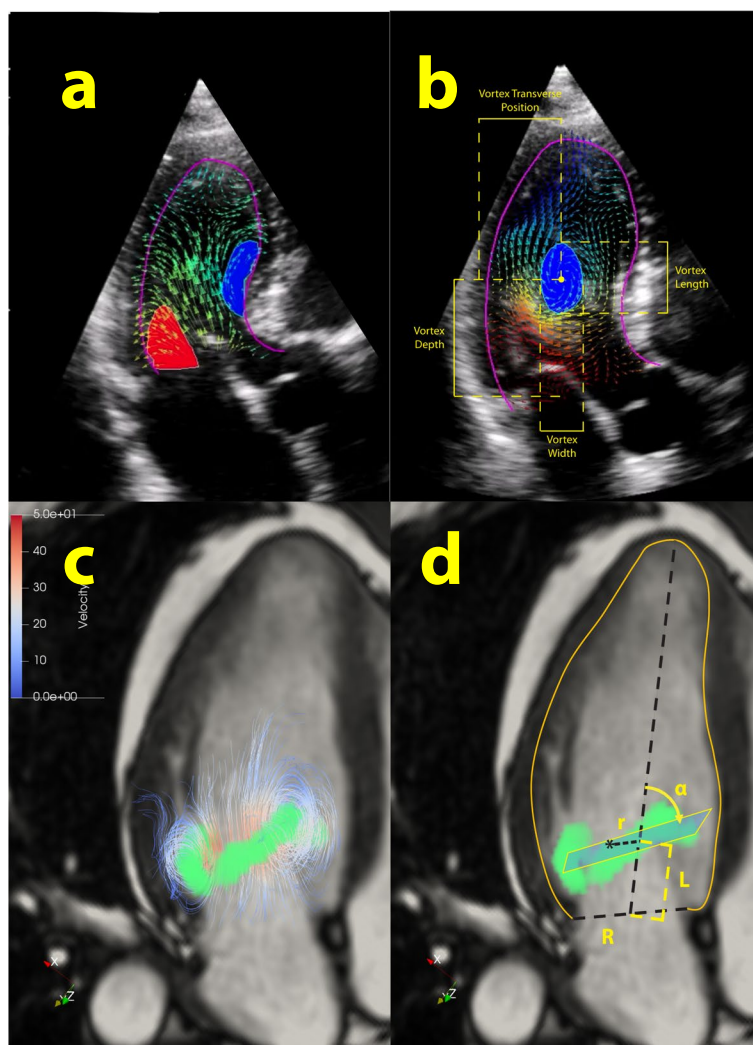 a
b
Vortex Transverse
Position
Vortex
Length
Vortex
Depth
Vortex
Width
c
5.0e+01
40
30
20
10
0.0e+00
Velocity
X
Z
d
α
r
L
R
X
Z